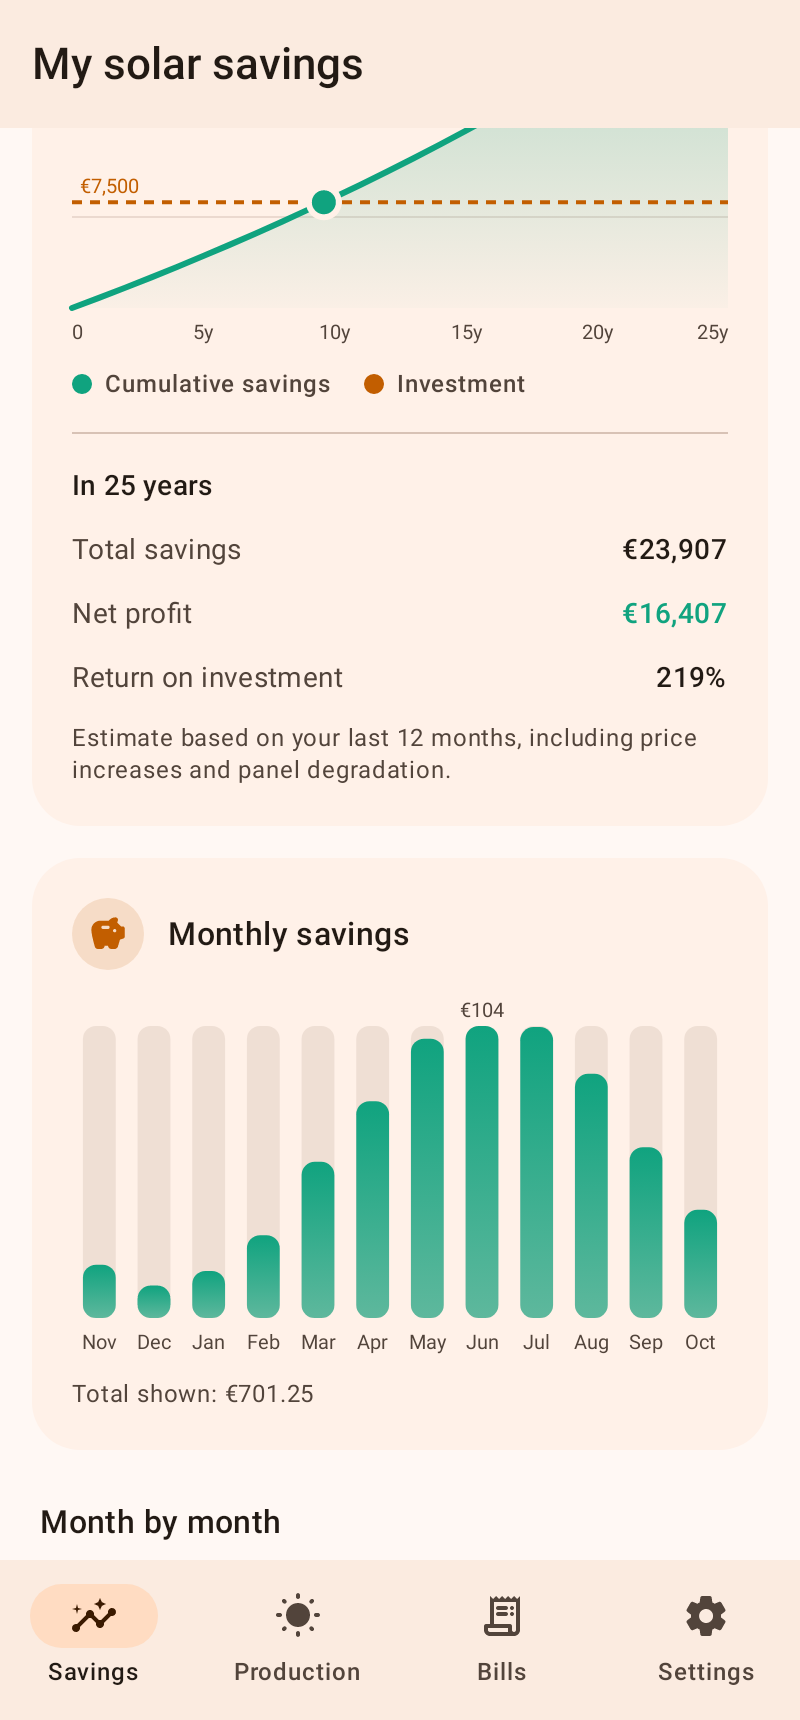 My solar savings
€7,500
0 5y 10y 15y 20y 25y
Cumulative savings Investment
In 25 years
Total savings €23,907
Net profit €16,407
Return on investment 219%
Estimate based on your last 12 months, including price
increases and panel degradation.
Monthly savings
€104
Nov Dec Jan Feb Mar Apr May Jun Jul Aug Sep Oct
Total shown: €701.25
Month by month
Savings Production Bills Settings